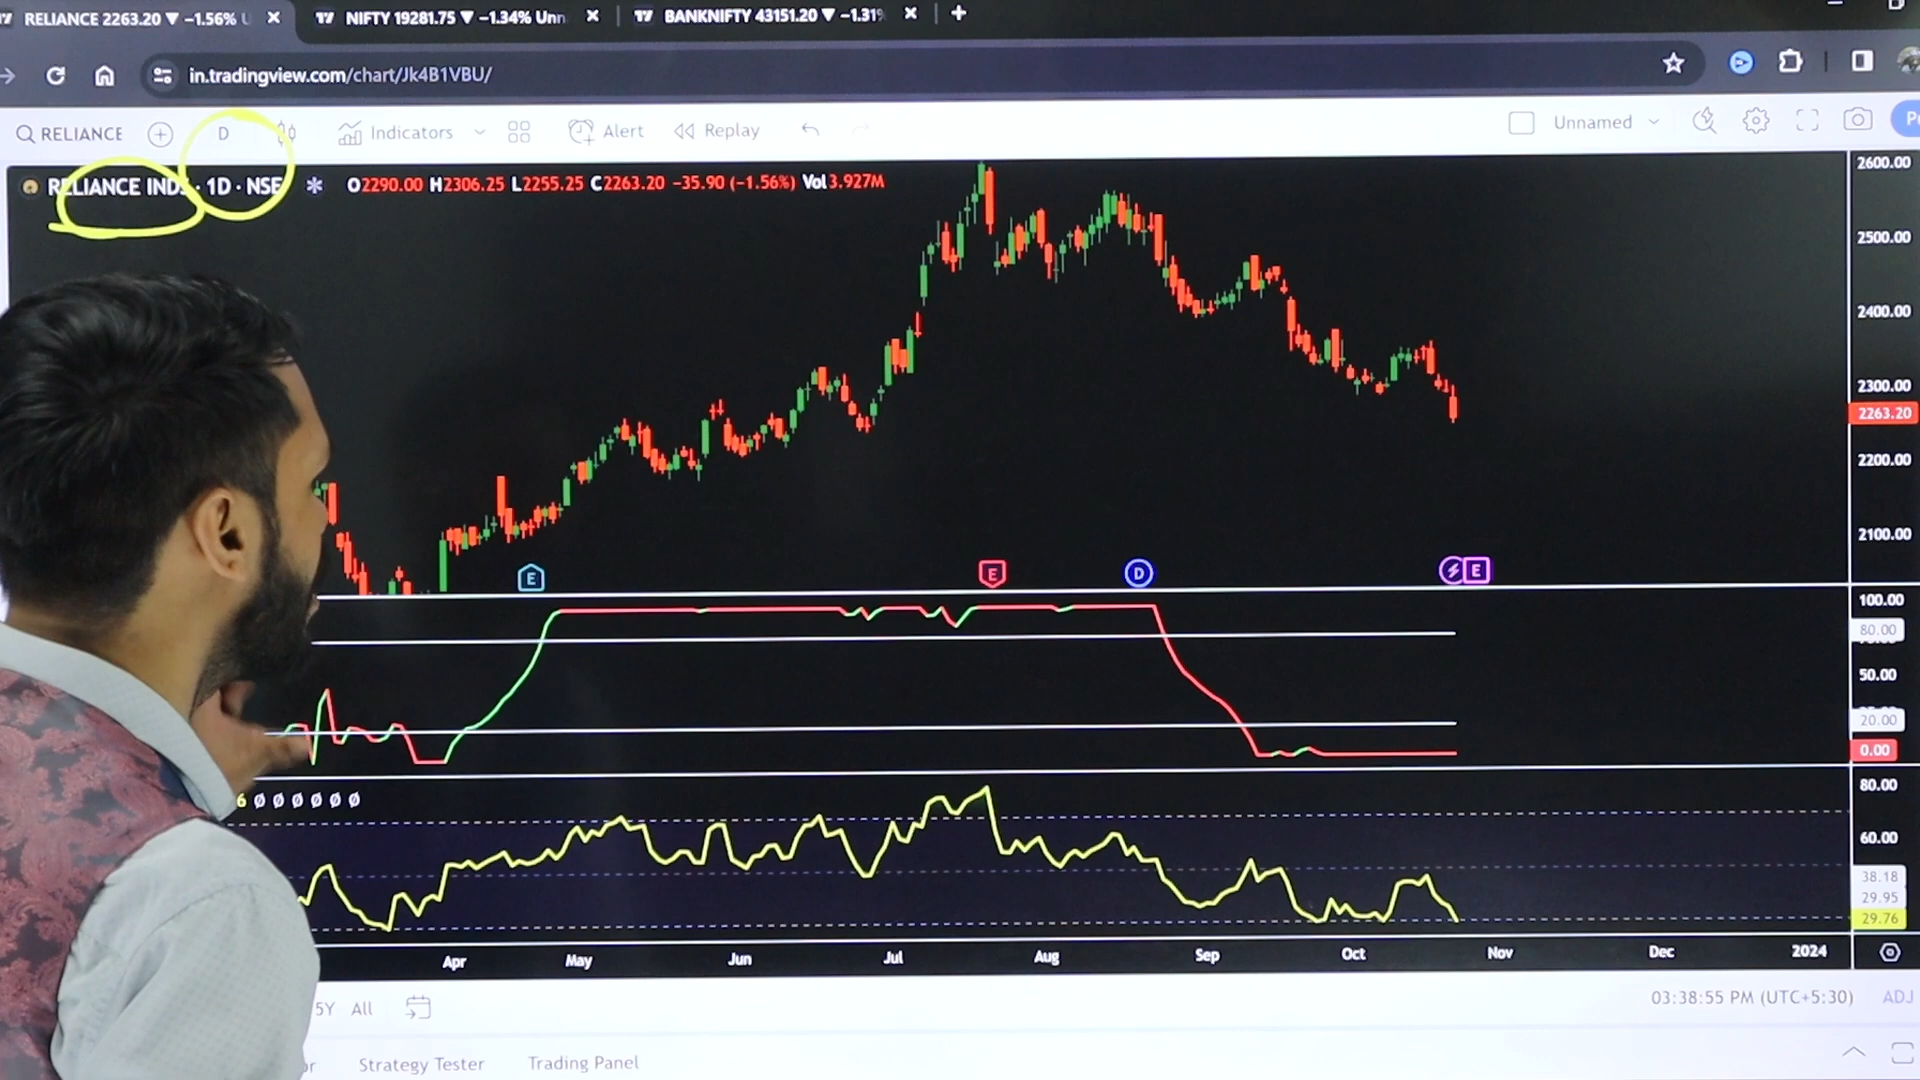 RELIANCE 2263.20 ▼ −1.56% U
NIFTY 19281.75 ▼ −1.34% Unn
BANKNIFTY 43151.20 ▼ −1.31%
in.tradingview.com/chart/Jk4B1VBU/
RELIANCE D Indicators Alert Replay Unnamed
RELIANCE INDS · 1D · NSE O2290.00 H2306.25 L2255.25 C2263.20 −35.90 (−1.56%) Vol3.927M
2600.00
2500.00
2400.00
2300.00
2263.20
2200.00
2100.00
E E D E
100.00
80.00
50.00
20.00
0.00
6 Ø Ø Ø Ø Ø Ø
80.00
60.00
38.18
29.95
29.76
Apr May Jun Jul Aug Sep Oct Nov Dec 2024
5Y All 03:38:55 PM (UTC+5:30) ADJ
Strategy Tester Trading Panel